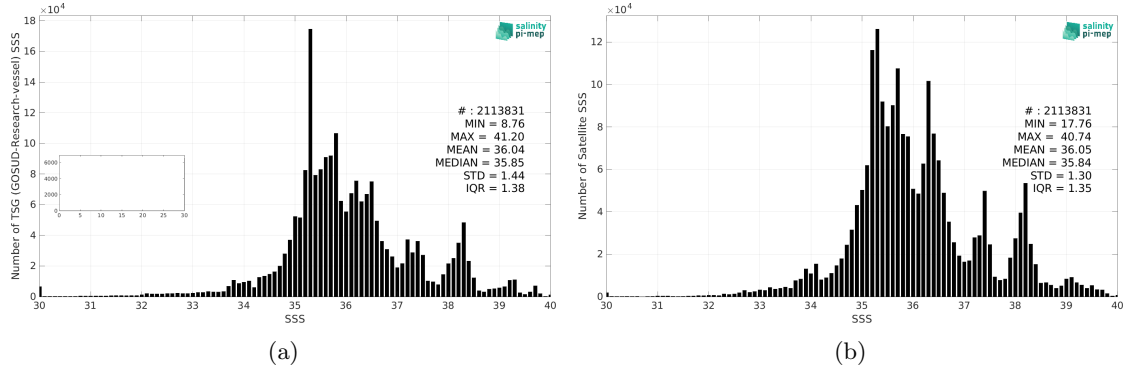 ×10⁴
18
16
14
12
10
8
6
4
2
0
Number of TSG (GOSUD-Research-vessel) SSS
salinity
pi-mep
# : 2113831
MIN = 8.76
MAX = 41.20
MEAN = 36.04
MEDIAN = 35.85
STD = 1.44
IQR = 1.38
6000
4000
2000
0
0 5 10 15 20 25 30
30 31 32 33 34 35 36 37 38 39 40
SSS
(a)
×10⁴
12
10
8
6
4
2
0
Number of Satellite SSS
salinity
pi-mep
# : 2113831
MIN = 17.76
MAX = 40.74
MEAN = 36.05
MEDIAN = 35.84
STD = 1.30
IQR = 1.35
30 31 32 33 34 35 36 37 38 39 40
SSS
(b)